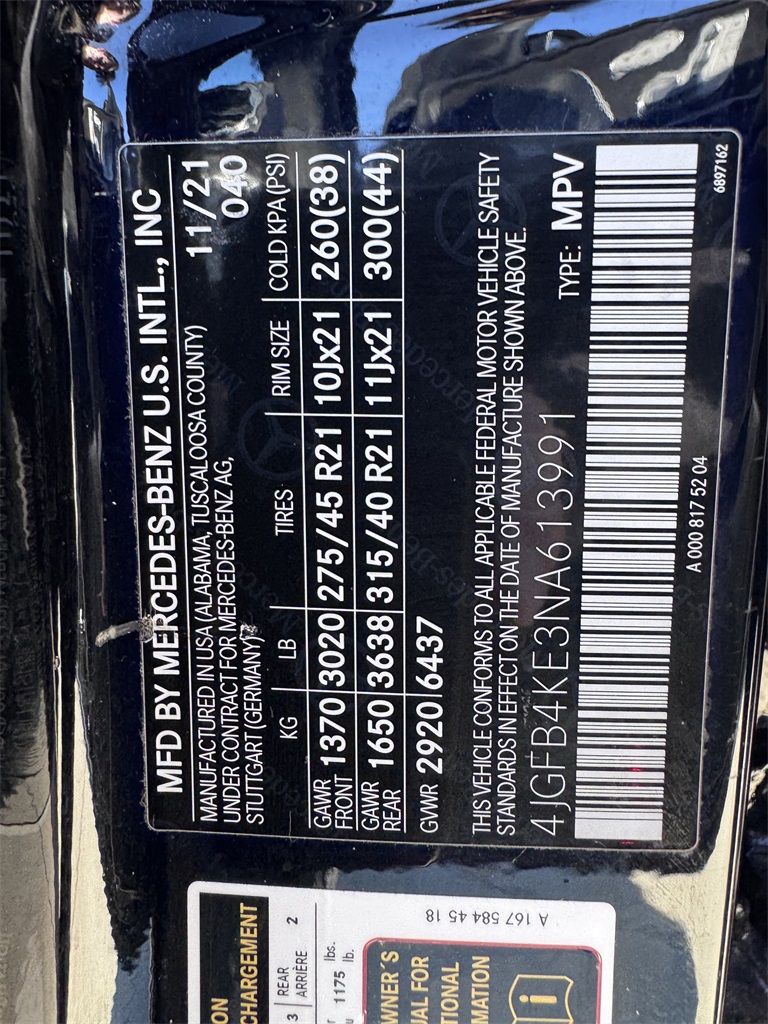 MFD BY MERCEDES-BENZ U.S. INTL., INC
MANUFACTURED IN USA (ALABAMA, TUSCALOOSA COUNTY) 11/21
UNDER CONTRACT FOR MERCEDES-BENZ AG, 040
STUTTGART (GERMANY)
KG LB TIRES RIM SIZE COLD KPA (PSI)
GAWR FRONT 1370 3020 275/45 R21 10Jx21 260(38)
GAWR REAR 1650 3638 315/40 R21 11Jx21 300(44)
GVWR 2920 6437
THIS VEHICLE CONFORMS TO ALL APPLICABLE FEDERAL MOTOR VEHICLE SAFETY
STANDARDS IN EFFECT ON THE DATE OF MANUFACTURE SHOWN ABOVE.
4JGFB4KE3NA613991 TYPE: MPV
A 000 817 52 04
6897162
CHARGEMENT
3 REAR ARRIÈRE 2
1175 lbs.
lb.
A 167 584 45 18
WNER´S
AL FOR
TIONAL
MATION
i